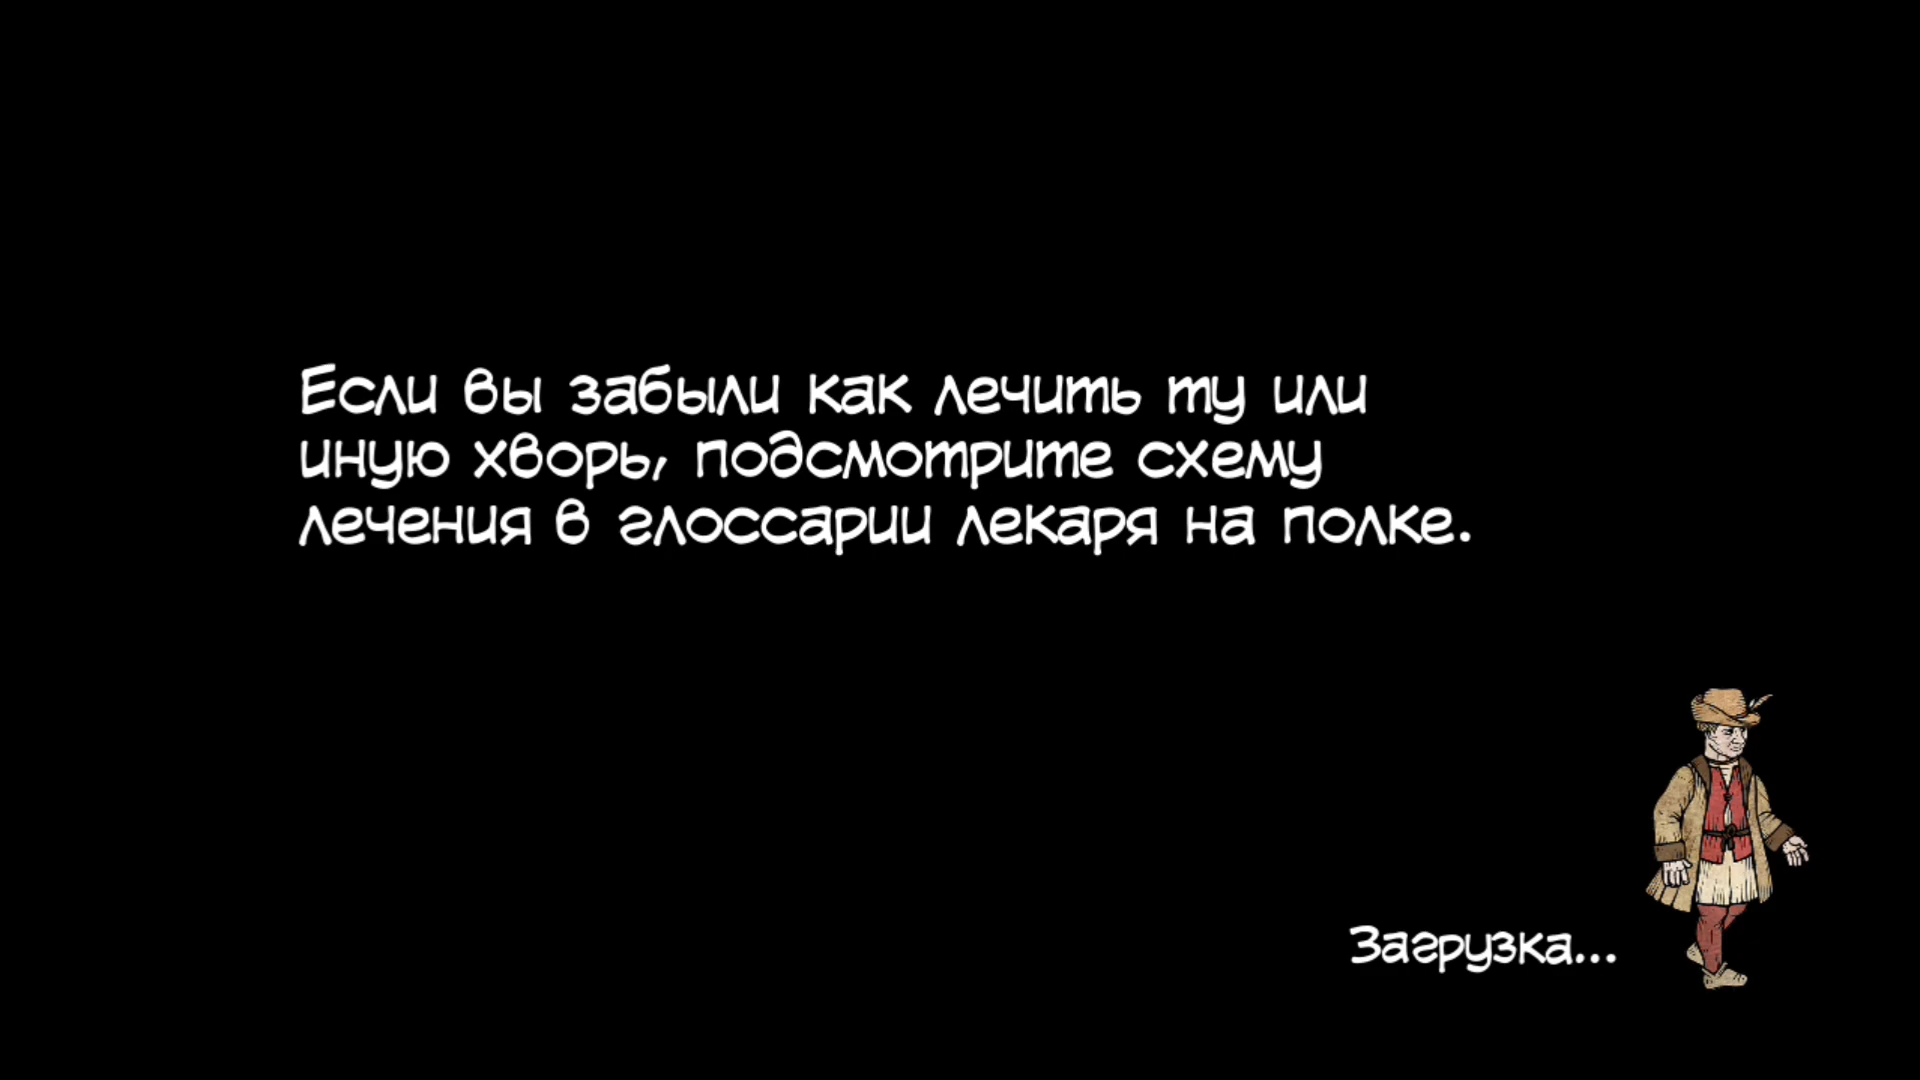 Если вы забыли как лечить ту или
иную хворь, подсмотрите схему
лечения в глоссарии лекаря на полке.
Загрузка...